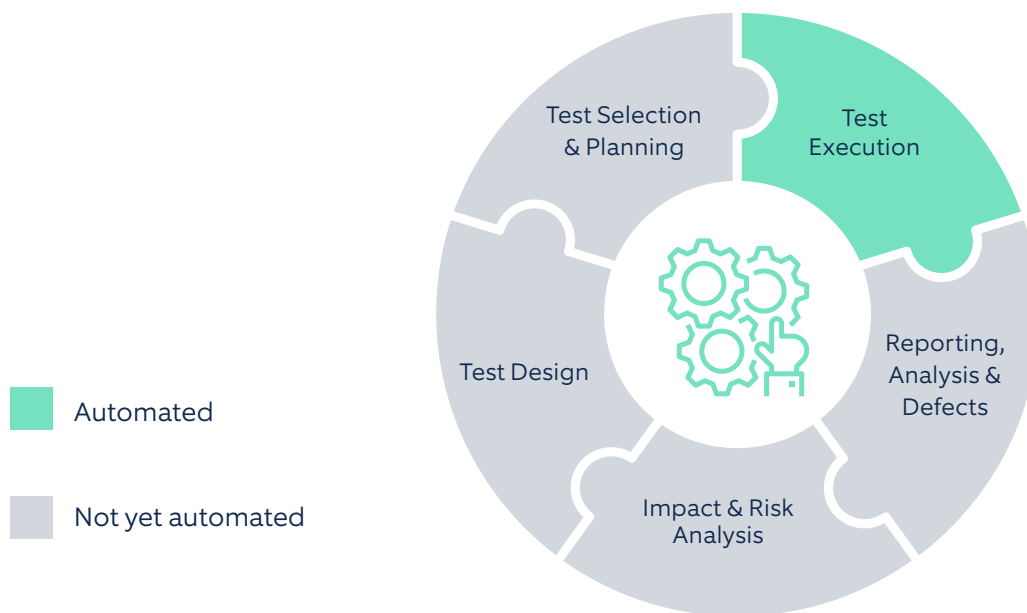 Test Selection
& Planning
Test
Execution
Reporting,
Analysis &
Defects
Test Design
Impact & Risk
Analysis
Automated
Not yet automated